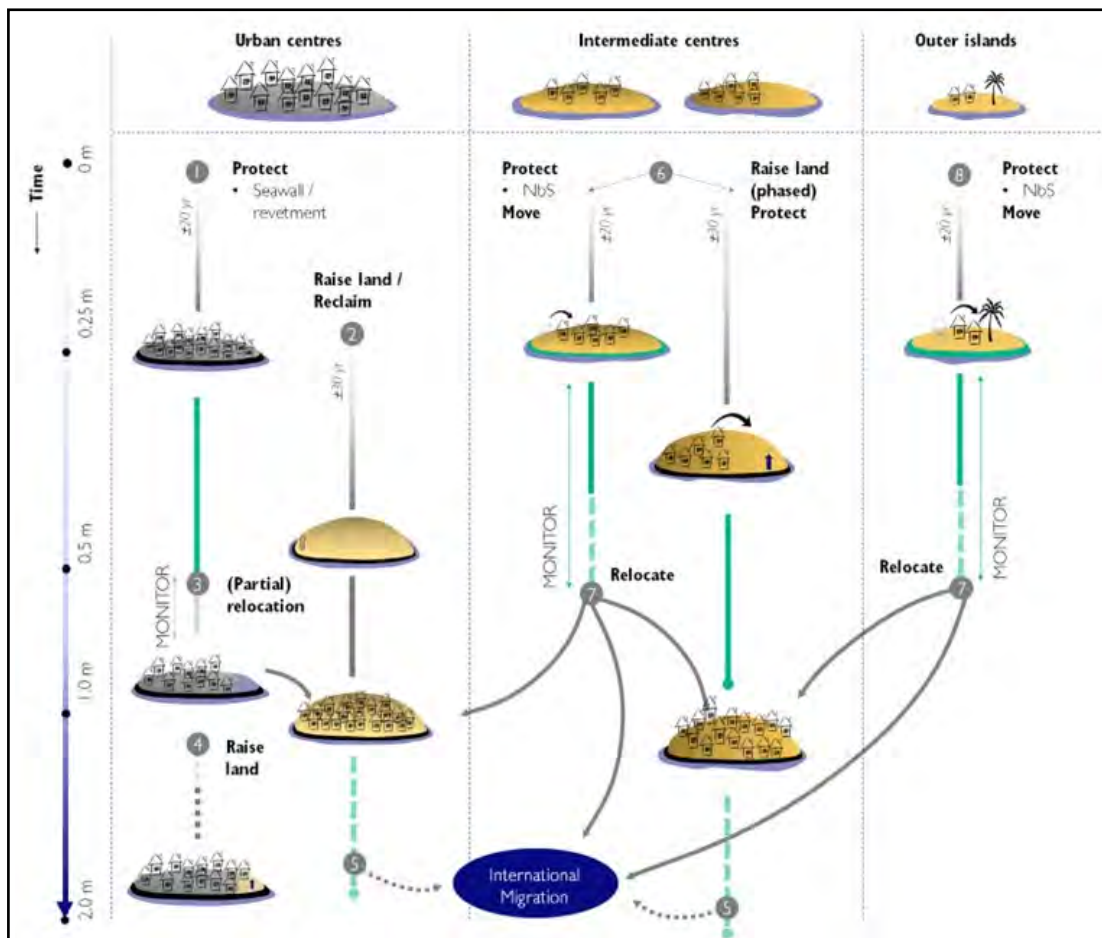 Urban centres
Intermediate centres
Outer islands
Time
0 m
0.25 m
0.5 m
1.0 m
2.0 m
1
Protect
• Seawall /
revetment
±20 yr
Raise land /
Reclaim
2
±30 yr
3
(Partial)
relocation
MONITOR
4
Raise
land
5
Protect
• NbS
Move
6
Raise land
(phased)
Protect
±20 yr
±30 yr
MONITOR
Relocate
7
International
Migration
5
8
Protect
• NbS
Move
±20 yr
MONITOR
Relocate
7